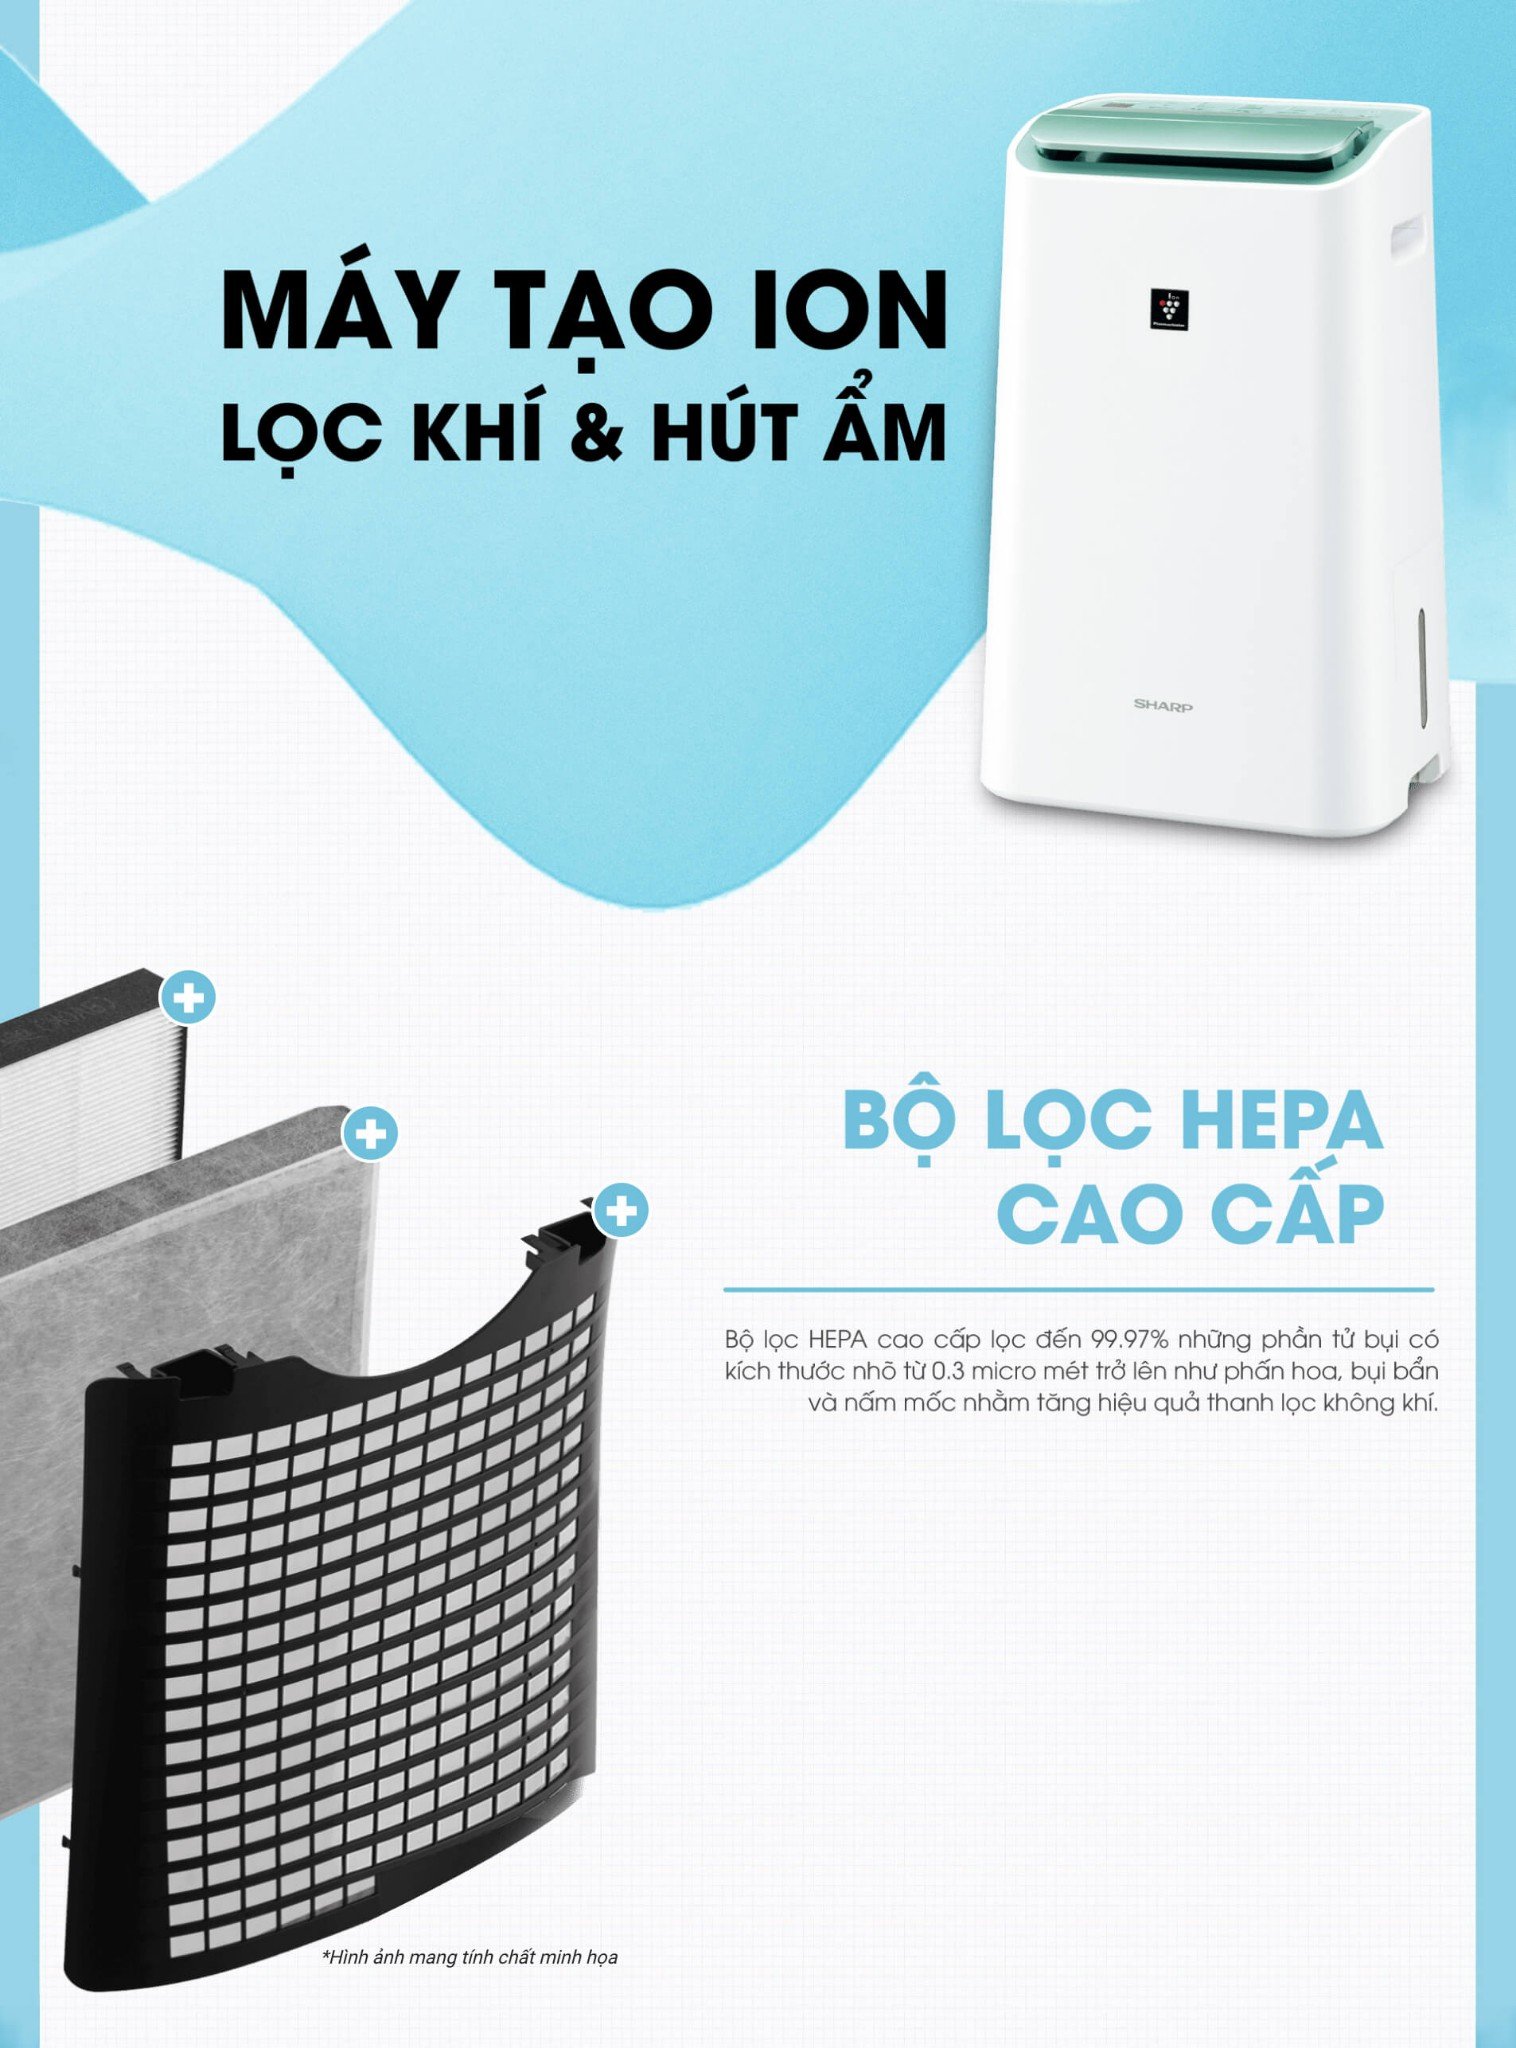 MÁY TẠO ION
LỌC KHÍ & HÚT ẨM
Ion
Plasmacluster
SHARP
BỘ LỌC HEPA
CAO CẤP
Bộ lọc HEPA cao cấp lọc đến 99.97% những phần tử bụi có
kích thước nhõ từ 0.3 micro mét trở lên như phấn hoa, bụi bẩn
và nấm mốc nhằm tăng hiệu quả thanh lọc không khí.
*Hình ảnh mang tính chất minh họa